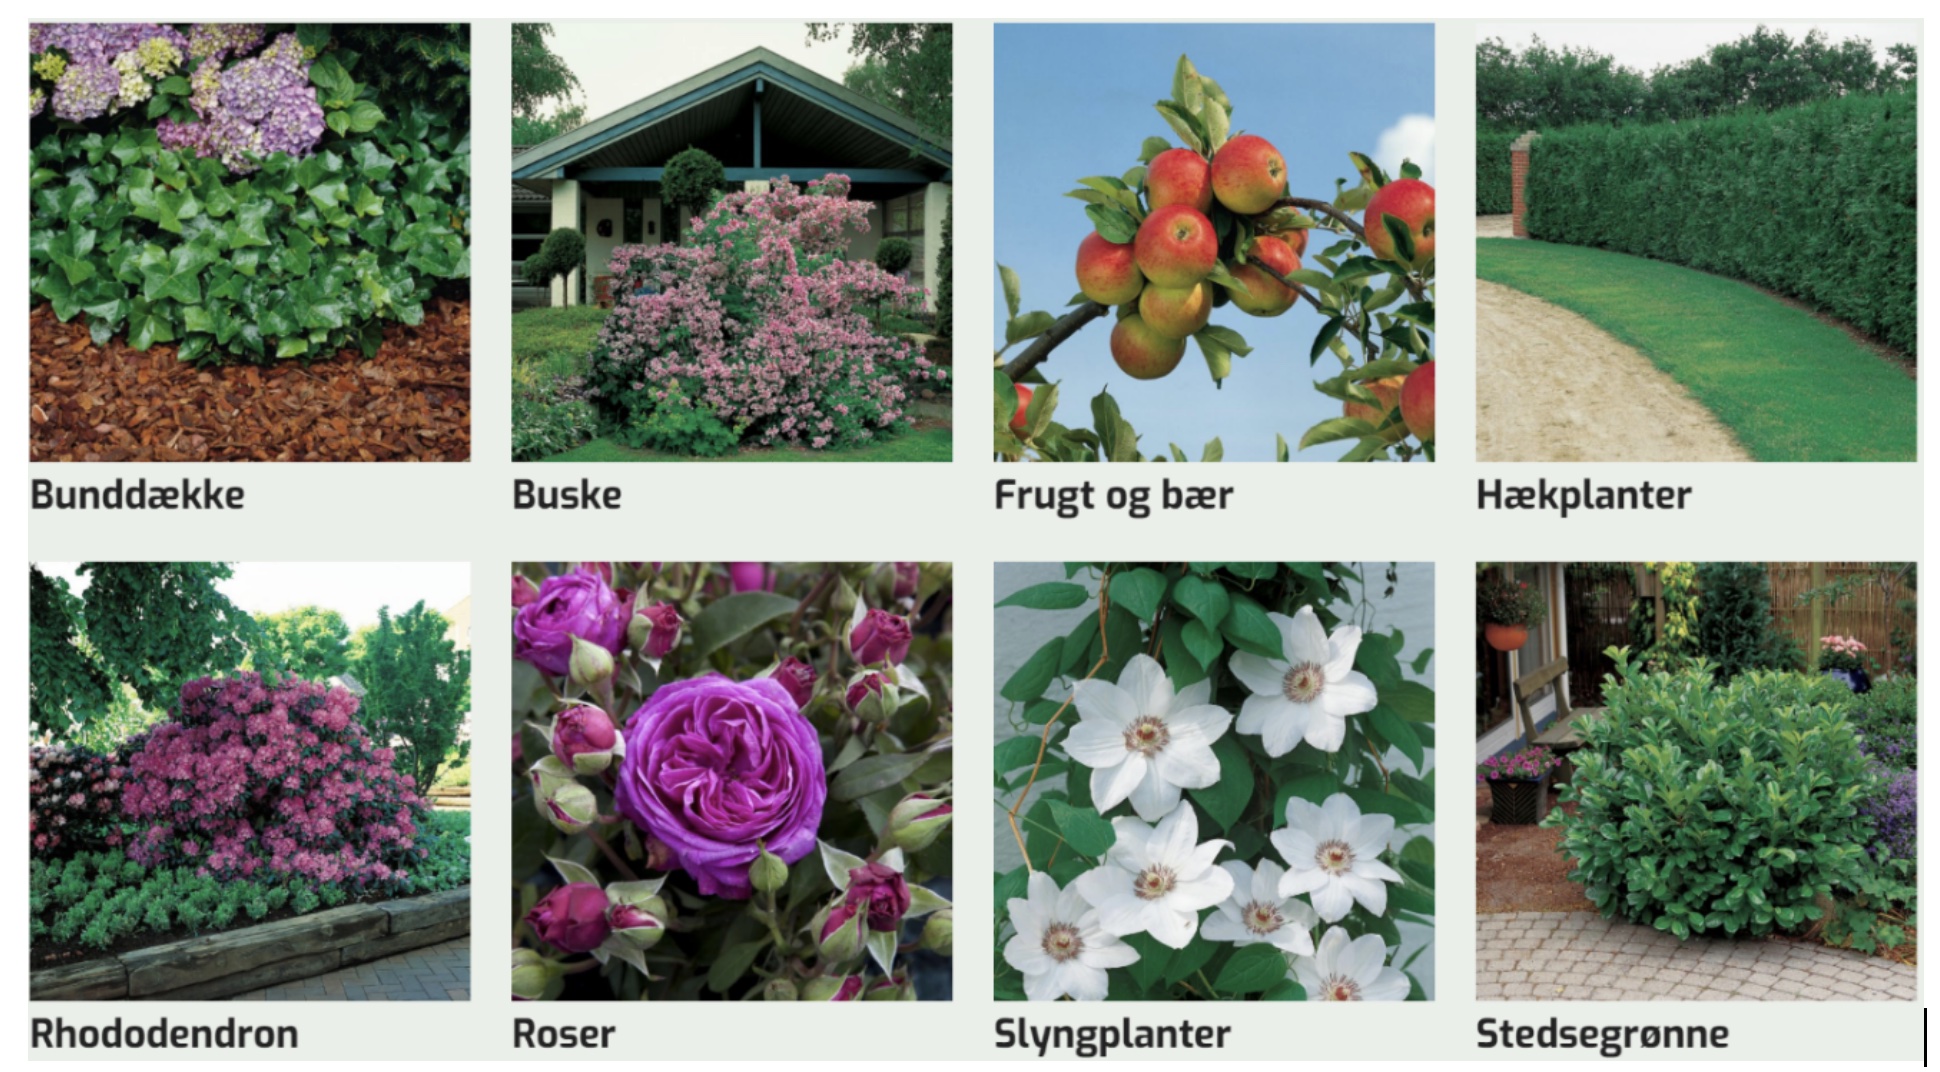 Bunddække
Buske
Frugt og bær
Hækplanter
Rhododendron
Roser
Slyngplanter
Stedsegrønne